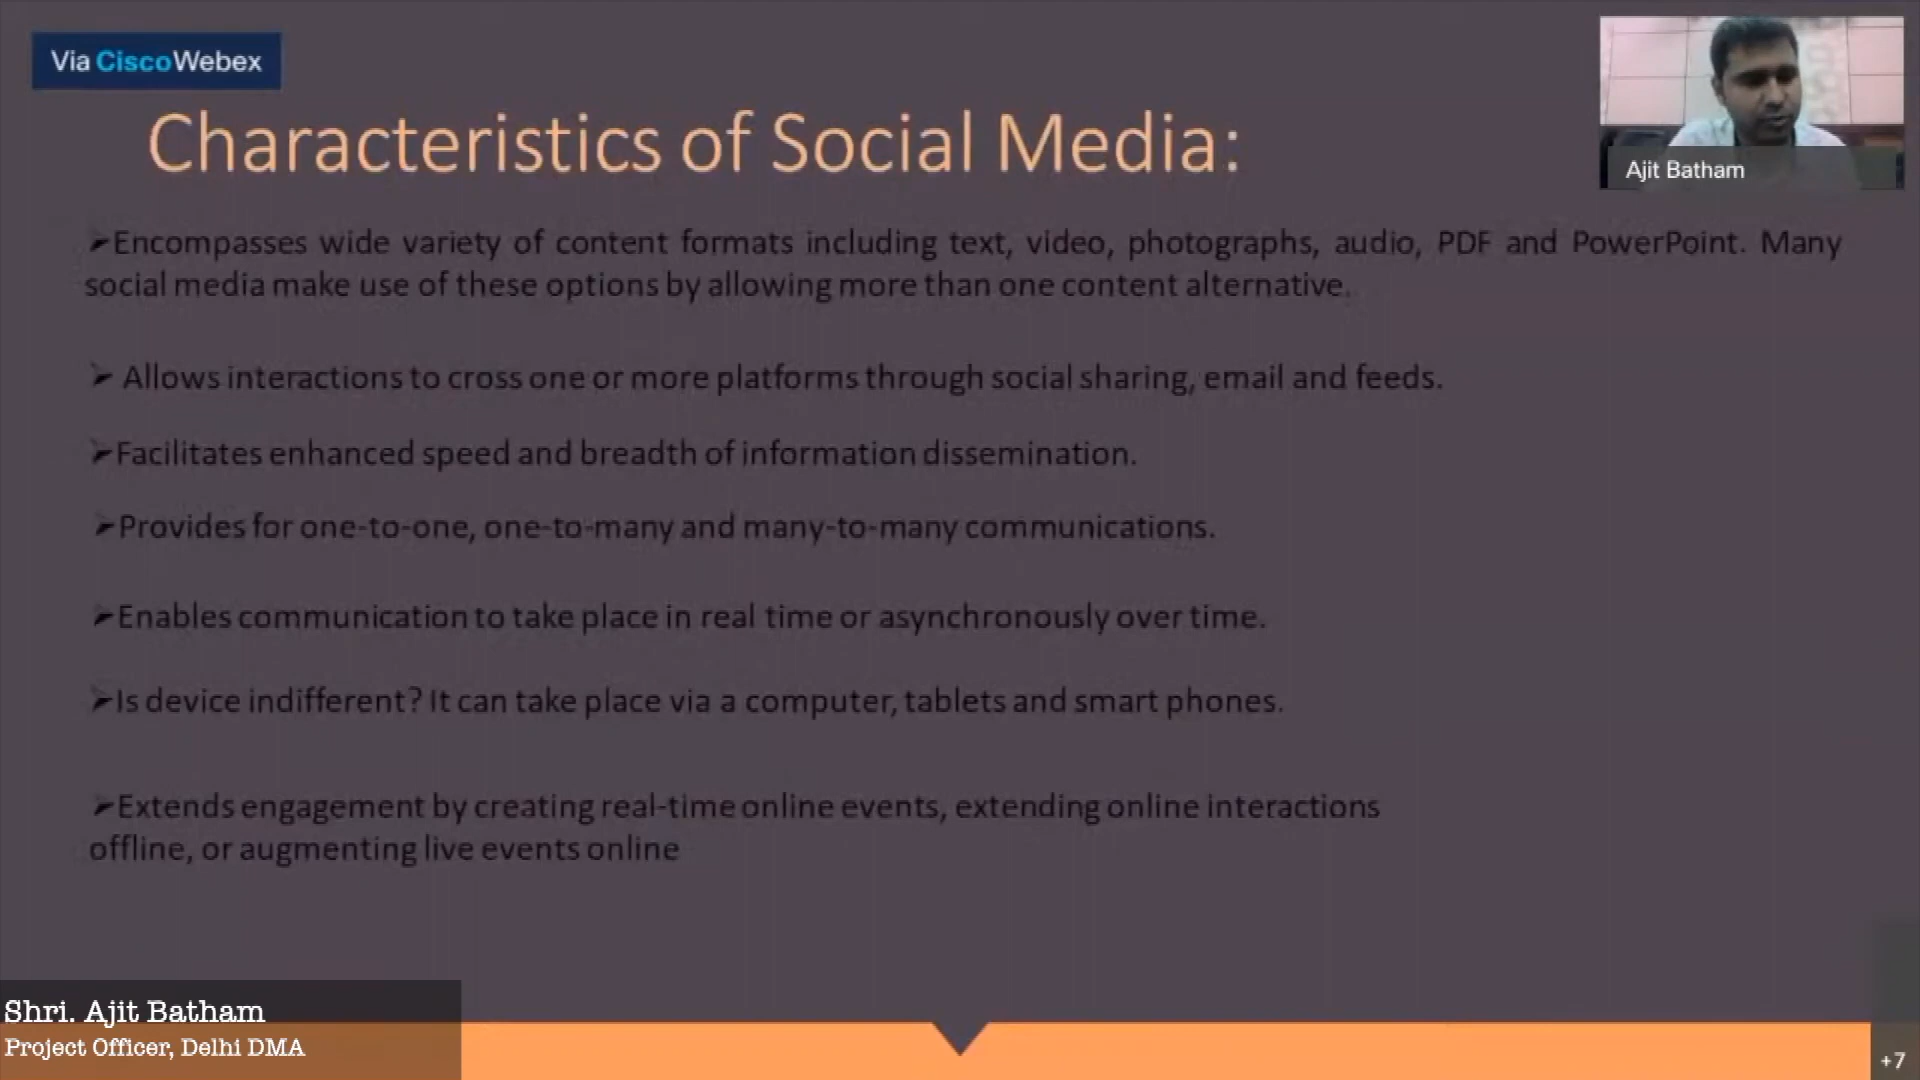 Via CiscoWebex
Characteristics of Social Media:
Ajit Batham
➤Encompasses wide variety of content formats including text, video, photographs, audio, PDF and PowerPoint. Many
social media make use of these options by allowing more than one content alternative.
➤ Allows interactions to cross one or more platforms through social sharing, email and feeds.
➤Facilitates enhanced speed and breadth of information dissemination.
➤Provides for one-to-one, one-to-many and many-to-many communications.
➤Enables communication to take place in real time or asynchronously over time.
➤Is device indifferent? It can take place via a computer, tablets and smart phones.
➤Extends engagement by creating real-time online events, extending online interactions
offline, or augmenting live events online
Shri. Ajit Batham
Project Officer, Delhi DMA
+7